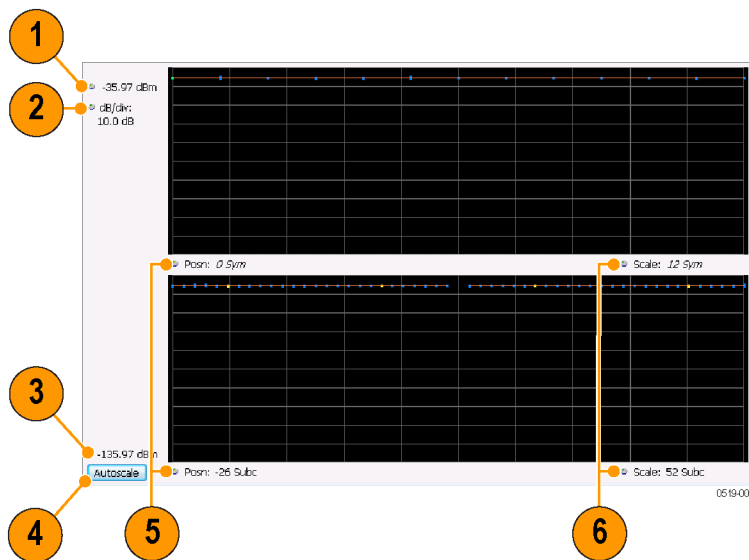 1
-35.97 dBm
2
dB/div:
10.0 dB
Posn: 0 Sym
Scale: 12 Sym
3
-135.97 dBm
Autoscale
Posn: -26 Subc
Scale: 52 Subc
0519-00
4
5
6